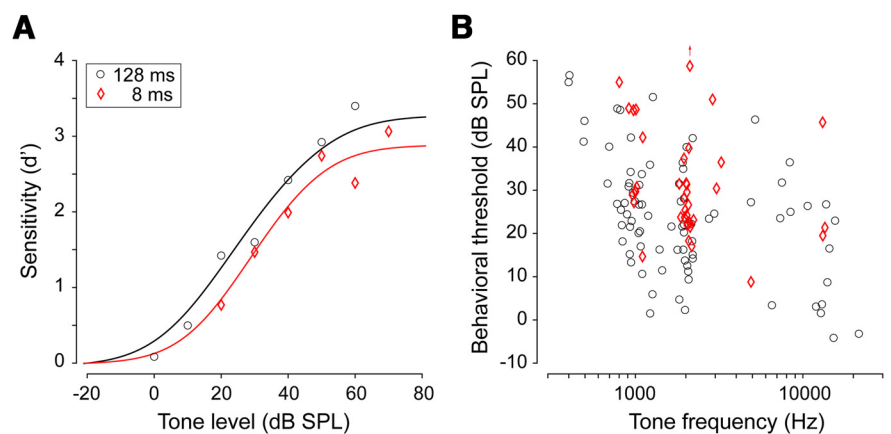 A
B
128 ms
8 ms
4
3
2
1
0
Sensitivity (d')
-20
0
20
40
60
80
Tone level (dB SPL)
60
50
40
30
20
10
0
-10
Behavioral threshold (dB SPL)
1000
10000
Tone frequency (Hz)